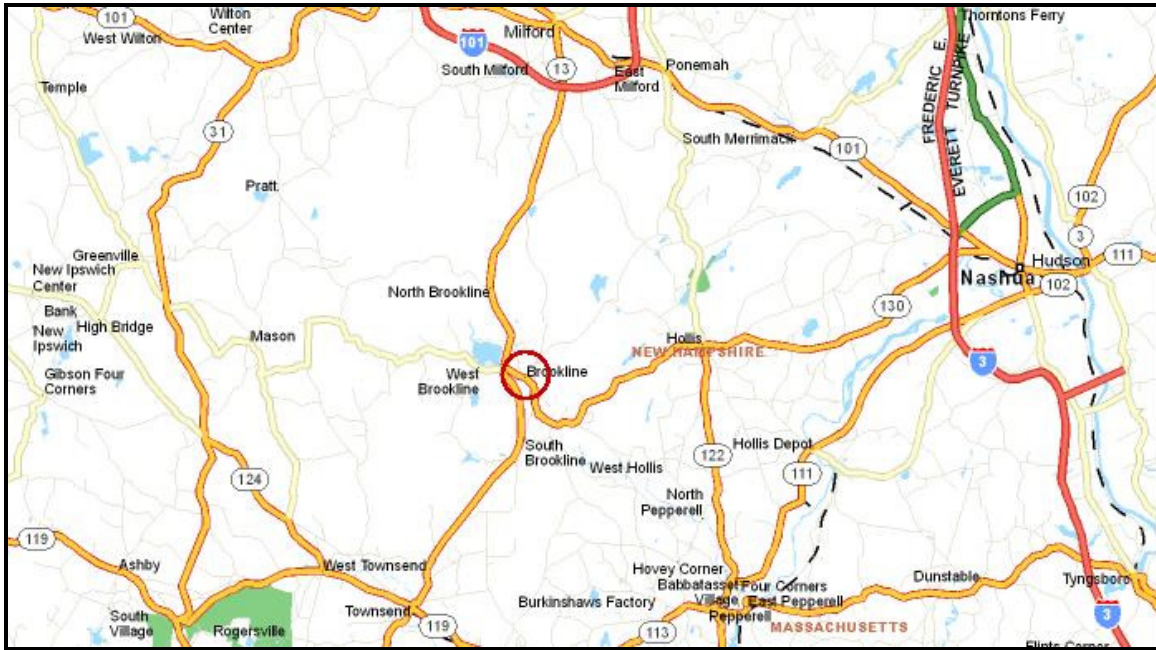 101
West Wilton
Wilton
Center
Milford
Thorntons Ferry
101
South Milford
13
East
Milford
Ponemah
FREDERIC E.
EVERETT TURNPIKE
Temple
31
South Merrimack
101
Pratt.
102
3
Greenville
New Ipswich
Center
Hudson
111
Nashua
102
North Brookline
Bank
High Bridge
New
Ipswich
Mason
130
Hollis
NEW HAMPSHIRE
3
Gibson Four
Corners
West
Brookline
Brookline
South
Brookline
West Hollis
Hollis Depot
122
111
124
North
Pepperell
119
Ashby
West Townsend
Hovey Corner
Babbatasset
Village
Four Corners
East Pepperell
Pepperell
Dunstable
Tyngsboro
South
Village
Rogersville
Townsend
119
Burkinshaws Factory
113
MASSACHUSETTS
3
Flints Corner